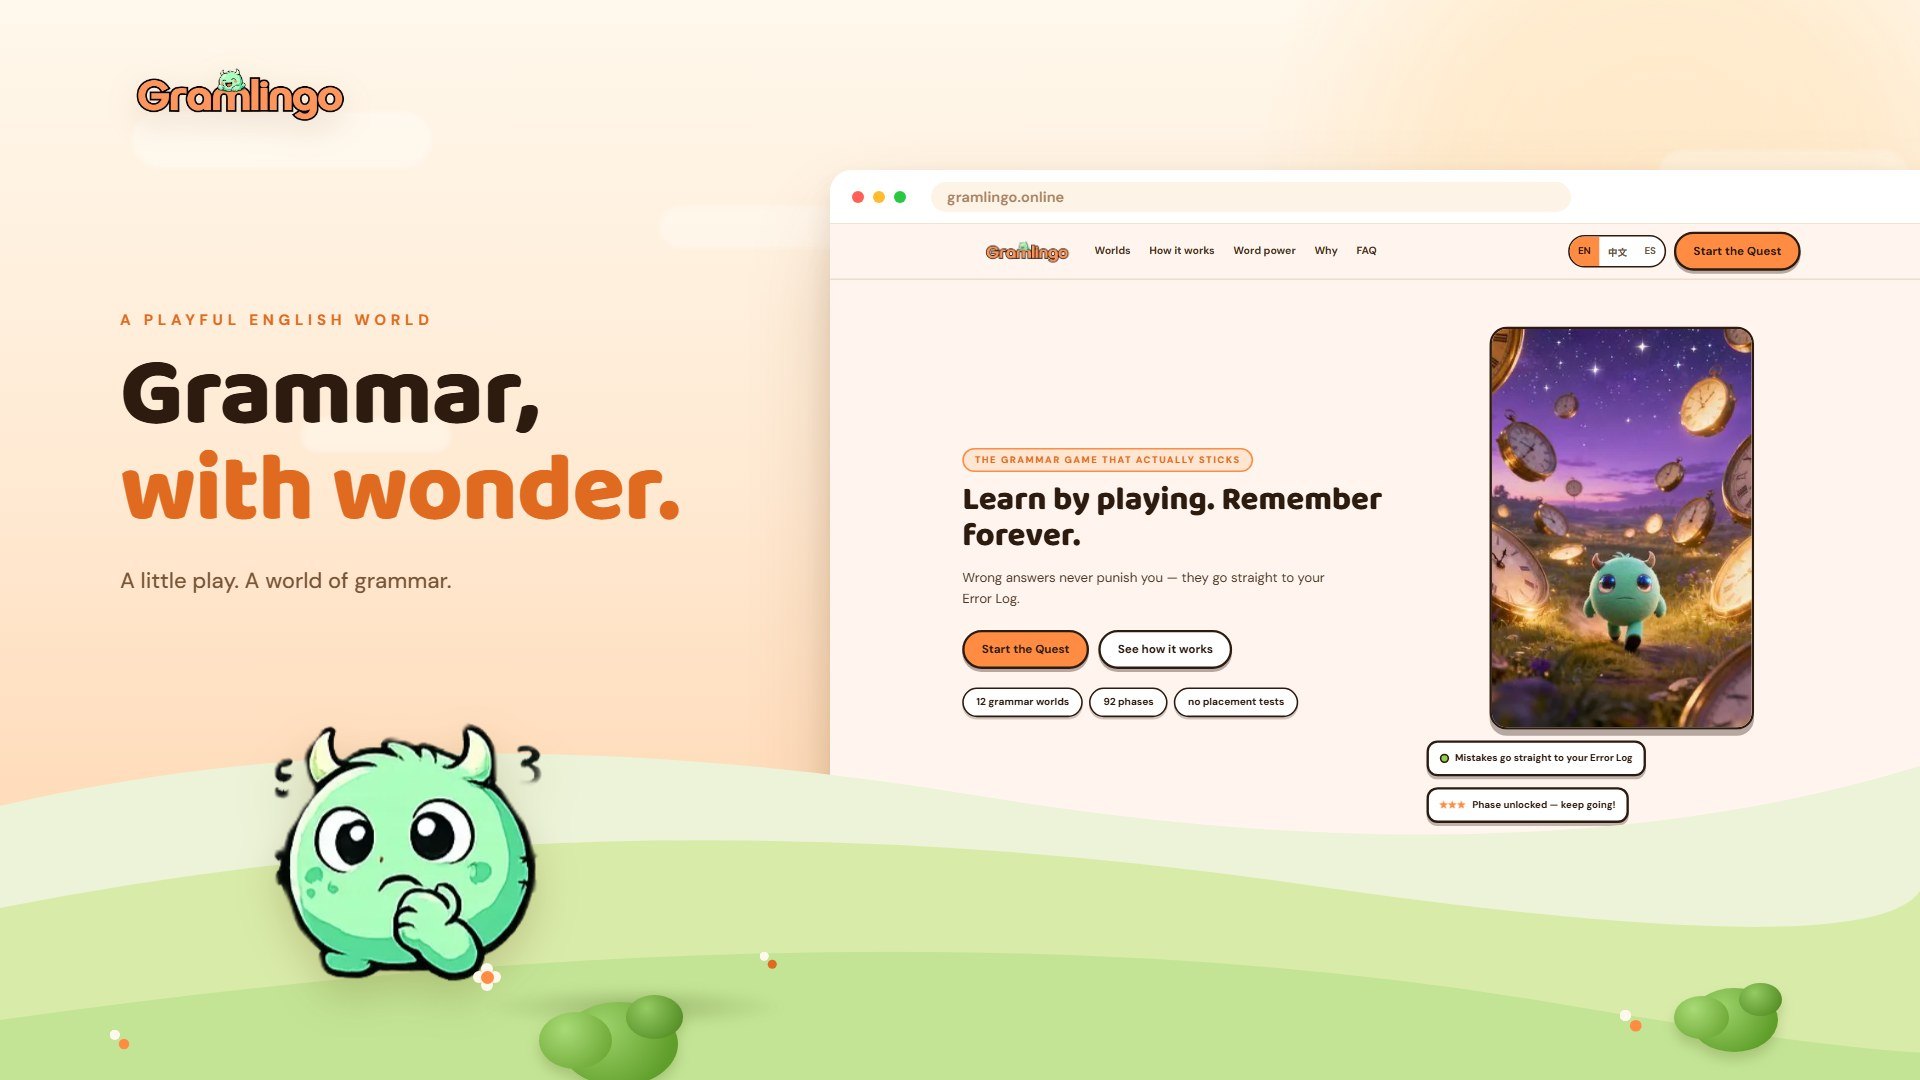 Gramlingo
A PLAYFUL ENGLISH WORLD
Grammar,
with wonder.
A little play. A world of grammar.
gramlingo.online
Gramlingo
Worlds
How it works
Word power
Why
FAQ
EN
中文
ES
Start the Quest
THE GRAMMAR GAME THAT ACTUALLY STICKS
Learn by playing. Remember
forever.
Wrong answers never punish you — they go straight to your
Error Log.
Start the Quest
See how it works
12 grammar worlds
92 phases
no placement tests
Mistakes go straight to your Error Log
★★★ Phase unlocked — keep going!